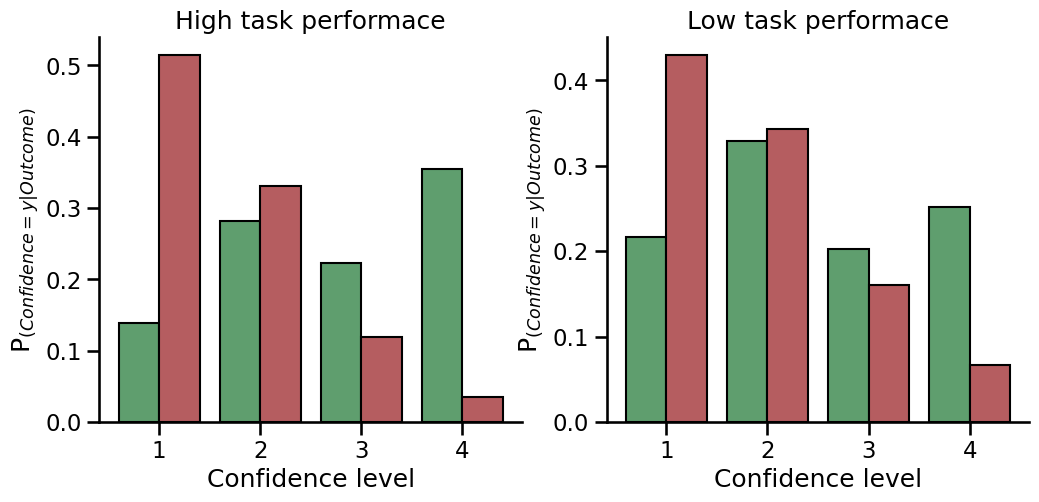 High task performace
P(Confidence = y|Outcome)
0.5
0.4
0.3
0.2
0.1
0.0
1 2 3 4
Confidence level
Low task performace
P(Confidence = y|Outcome)
0.4
0.3
0.2
0.1
0.0
1 2 3 4
Confidence level